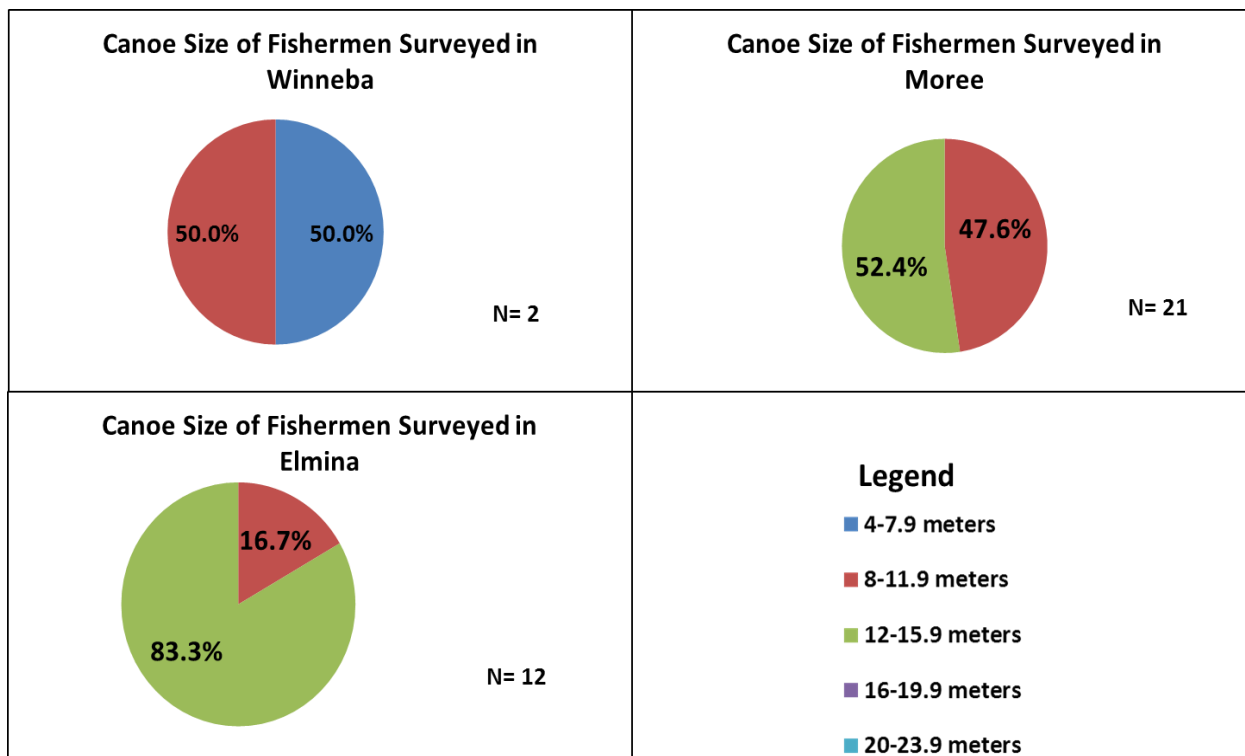 Canoe Size of Fishermen Surveyed in
Winneba
50.0%
50.0%
N= 2
Canoe Size of Fishermen Surveyed in
Moree
47.6%
52.4%
N= 21
Canoe Size of Fishermen Surveyed in
Elmina
16.7%
83.3%
N= 12
Legend
4-7.9 meters
8-11.9 meters
12-15.9 meters
16-19.9 meters
20-23.9 meters